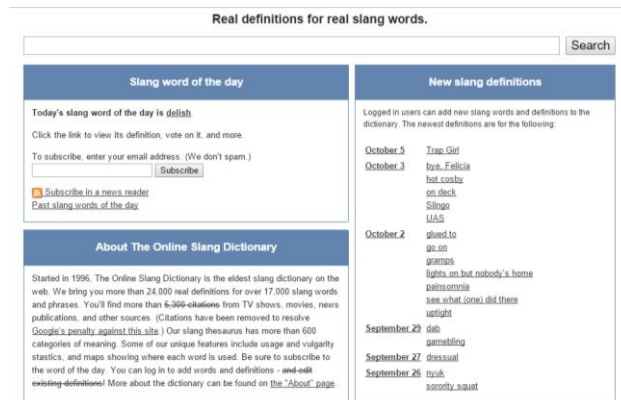 Real definitions for real slang words.
Search
Slang word of the day
Today's slang word of the day is delish.
Click the link to view its definition, vote on it, and more.
To subscribe, enter your email address. (We don't spam.)
Subscribe
Subscribe in a news reader
Past slang words of the day
About The Online Slang Dictionary
Started in 1996, The Online Slang Dictionary is the eldest slang dictionary on the
web. We bring you more than 24,000 real definitions for over 17,000 slang words
and phrases. You'll find more than 5,300 citations from TV shows, movies, news
publications, and other sources. (Citations have been removed to resolve
Google's penalty against this site.) Our slang thesaurus has more than 600
categories of meaning. Some of our unique features include usage and vulgarity
stastics, and maps showing where each word is used. Be sure to subscribe to
the word of the day. You can log in to add words and definitions - and edit
existing definitions! More about the dictionary can be found on the "About" page.
New slang definitions
Logged in users can add new slang words and definitions to the
dictionary. The newest definitions are for the following:
October 5 Trap Girl
October 3 bye, Felicia
hot cosby
on deck
Slingo
UAS
October 2 glued to
go on
gramps
lights on but nobody's home
painsomnia
see what (one) did there
uptight
September 29 dab
gamebling
September 27 dressual
September 26 nyuk
sorority squat